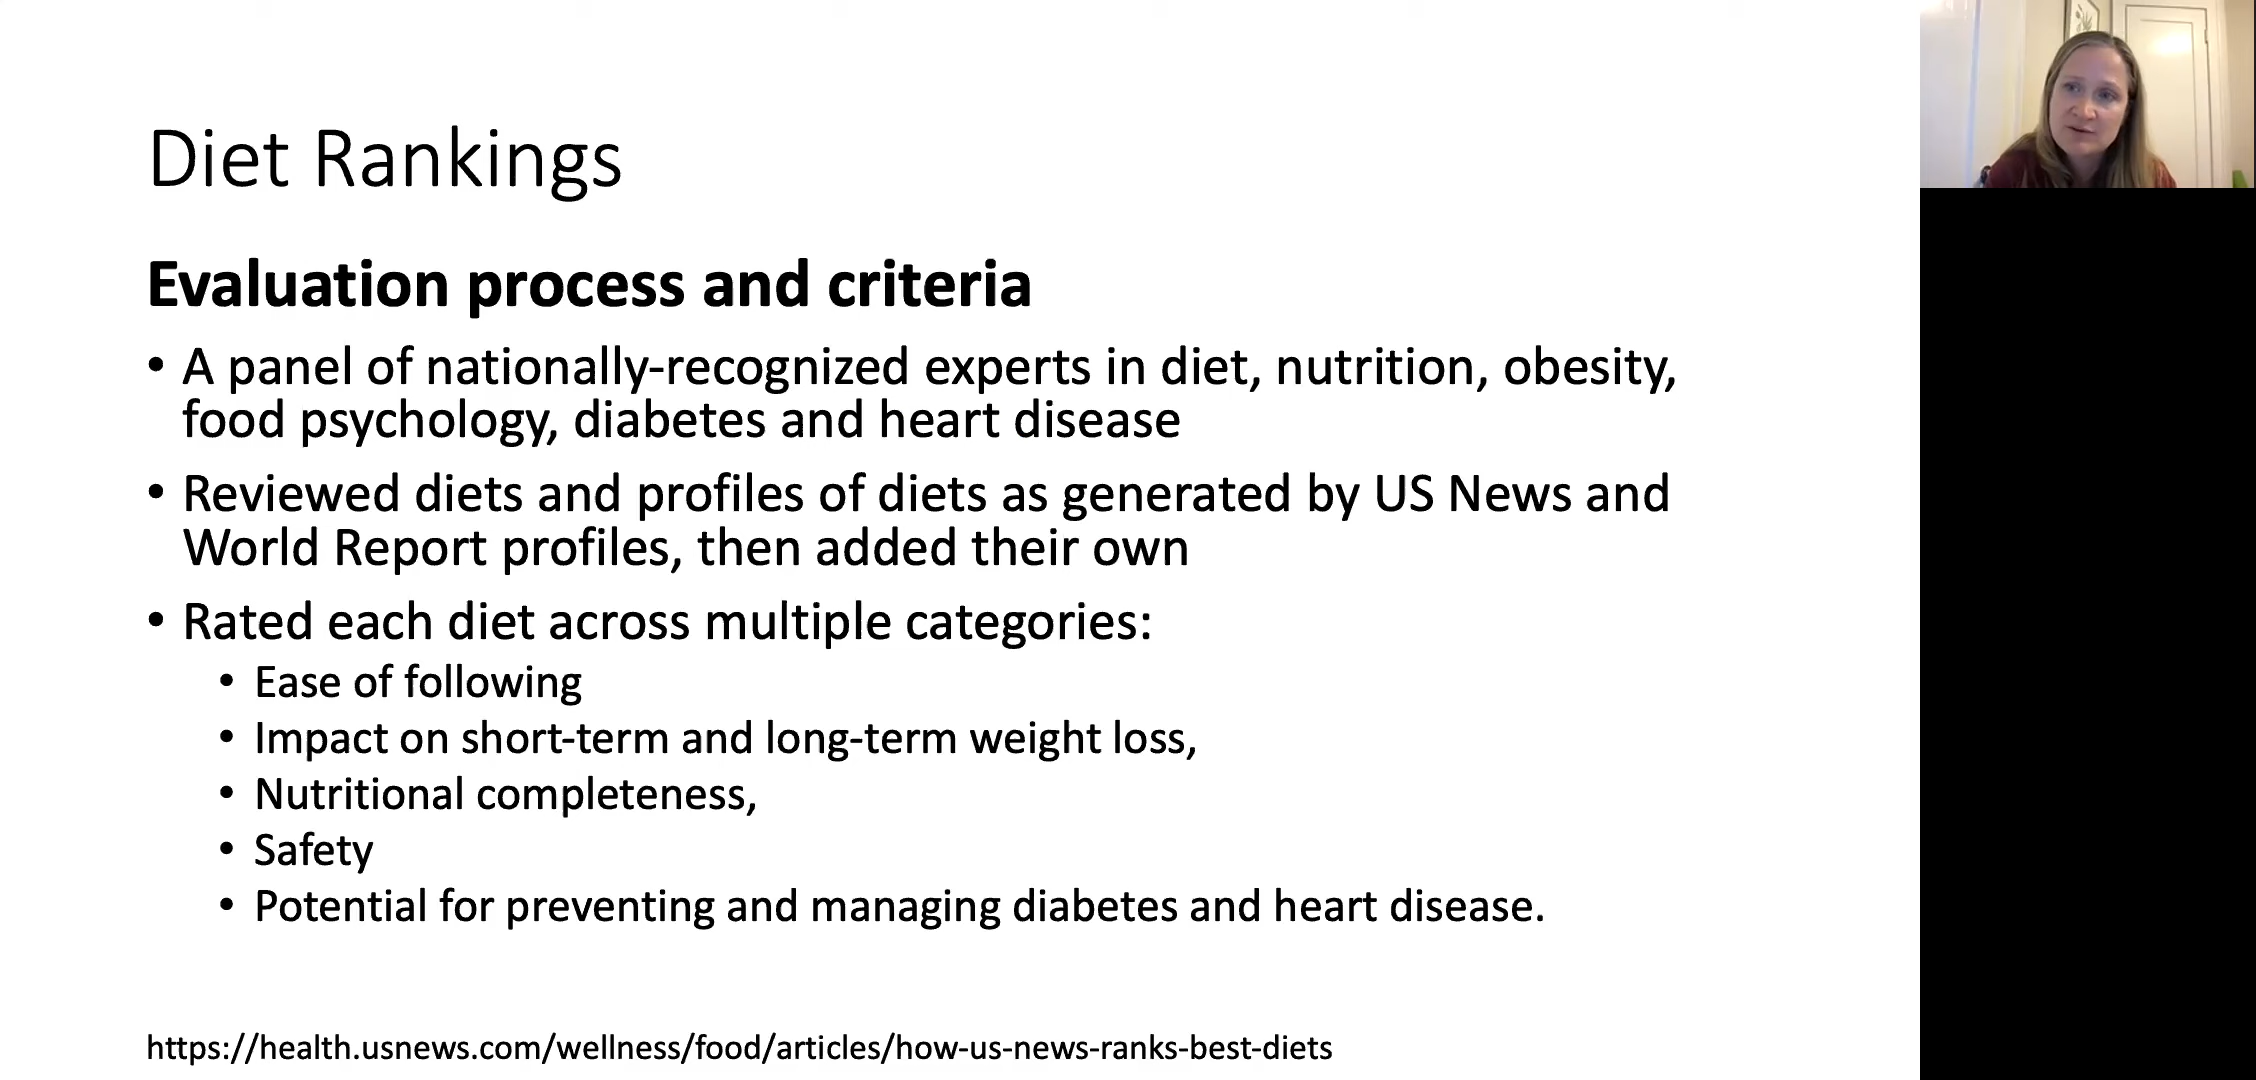 Diet Rankings
Evaluation process and criteria
• A panel of nationally-recognized experts in diet, nutrition, obesity,
food psychology, diabetes and heart disease
• Reviewed diets and profiles of diets as generated by US News and
World Report profiles, then added their own
• Rated each diet across multiple categories:
• Ease of following
• Impact on short-term and long-term weight loss,
• Nutritional completeness,
• Safety
• Potential for preventing and managing diabetes and heart disease.
https://health.usnews.com/wellness/food/articles/how-us-news-ranks-best-diets